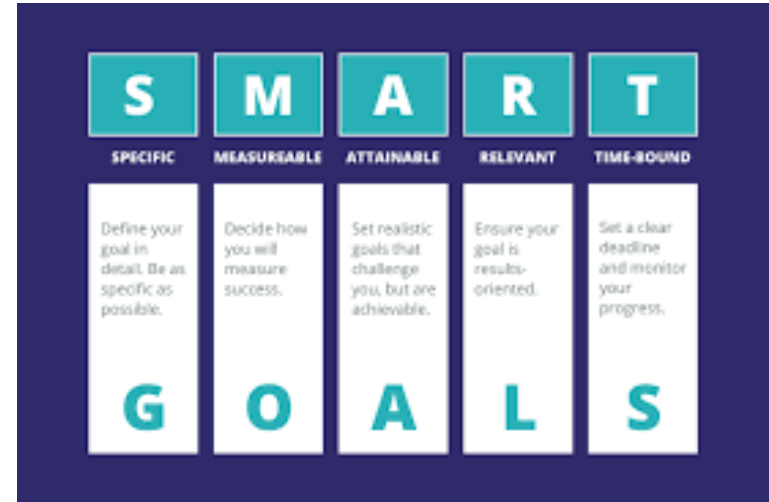 S M A R T
SPECIFIC MEASUREABLE ATTAINABLE RELEVANT TIME-BOUND
Define your
goal in
detail. Be as
specific as
possible.
Decide how
you will
measure
success.
Set realistic
goals that
challenge
you, but are
achievable.
Ensure your
goal is
results-
oriented.
Set a clear
deadline
and monitor
your
progress.
G O A L S